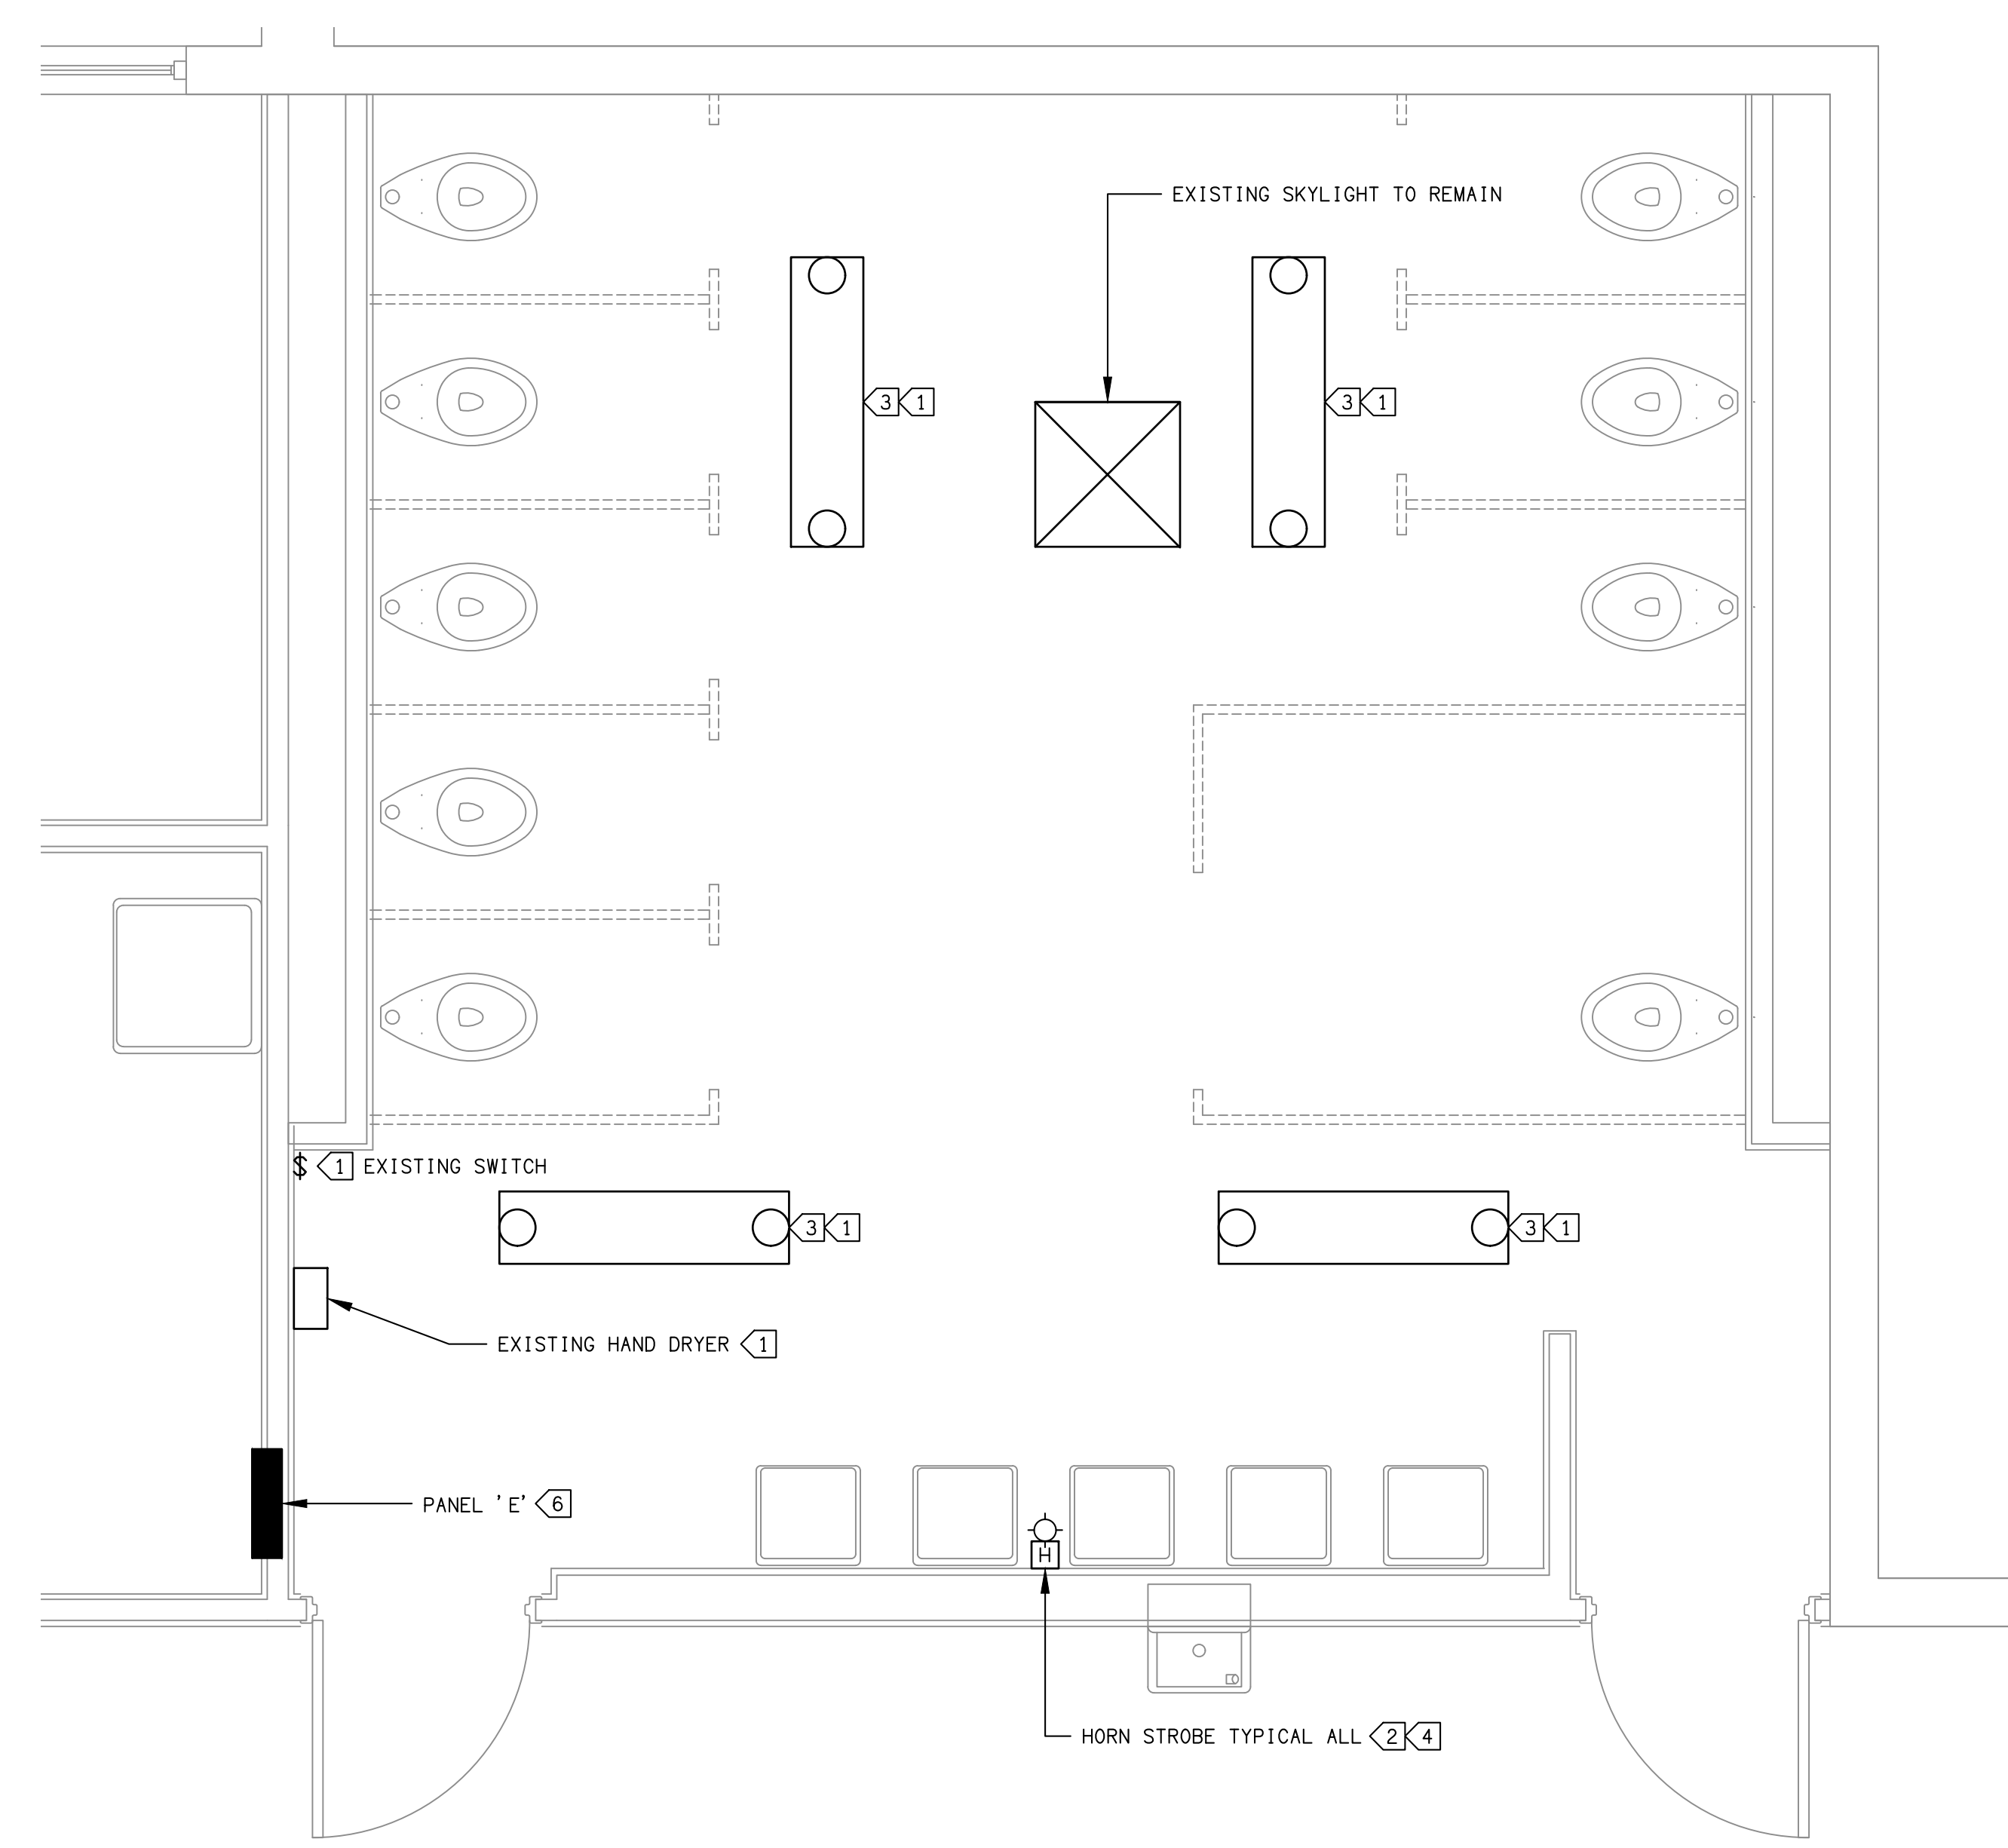 EXISTING SKYLIGHT TO REMAIN
3 1
3 1
$ 1 EXISTING SWITCH
3 1
3 1
EXISTING HAND DRYER 1
PANEL 'E' 6
H
HORN STROBE TYPICAL ALL 2 4